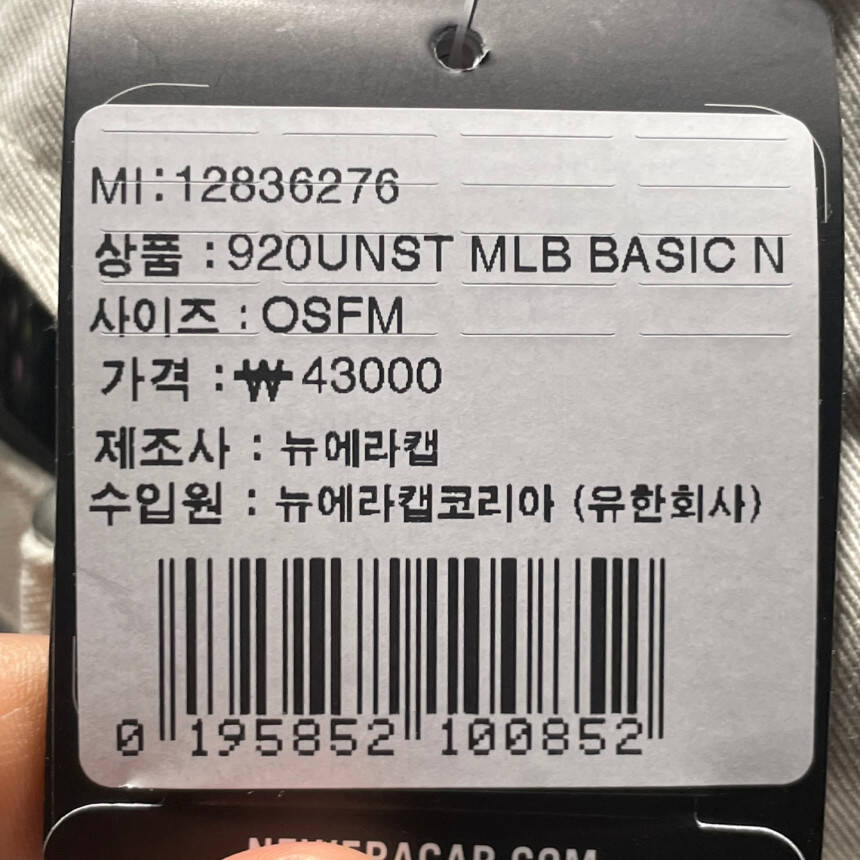 MI:12836276
상품 :920UNST MLB BASIC N
사이즈 :OSFM
가격 :₩43000
제조사 : 뉴에라캡
수입원 : 뉴에라캡코리아 (유한회사)
0 195852 100852
NEWERACAP.COM